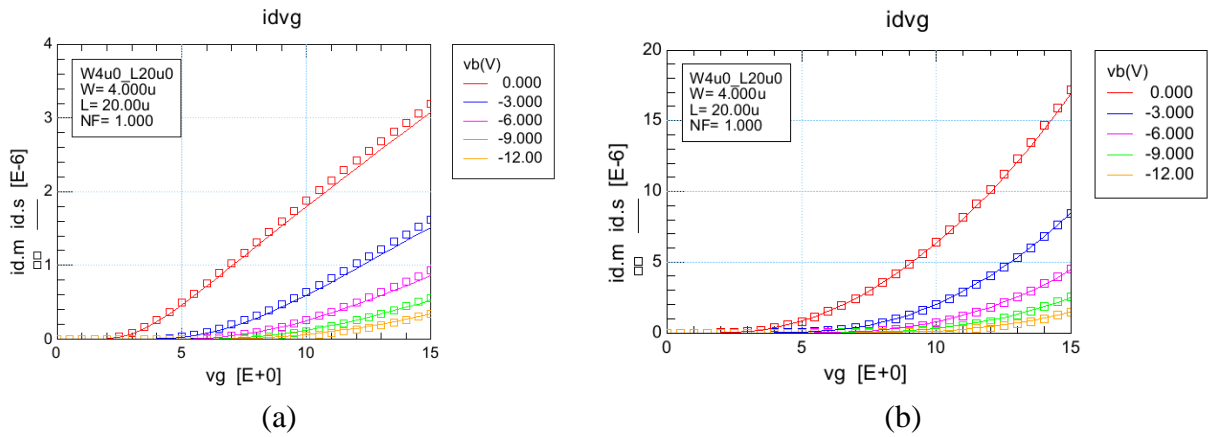 idvg
4
3
2
1
0
0
5
10
15
id.m id.s [E-6]
vg [E+0]
W4u0_L20u0
W= 4.000u
L= 20.00u
NF= 1.000
vb(V)
0.000
-3.000
-6.000
-9.000
-12.00
(a)
idvg
20
15
10
5
0
0
5
10
15
id.m id.s [E-6]
vg [E+0]
W4u0_L20u0
W= 4.000u
L= 20.00u
NF= 1.000
vb(V)
0.000
-3.000
-6.000
-9.000
-12.00
(b)